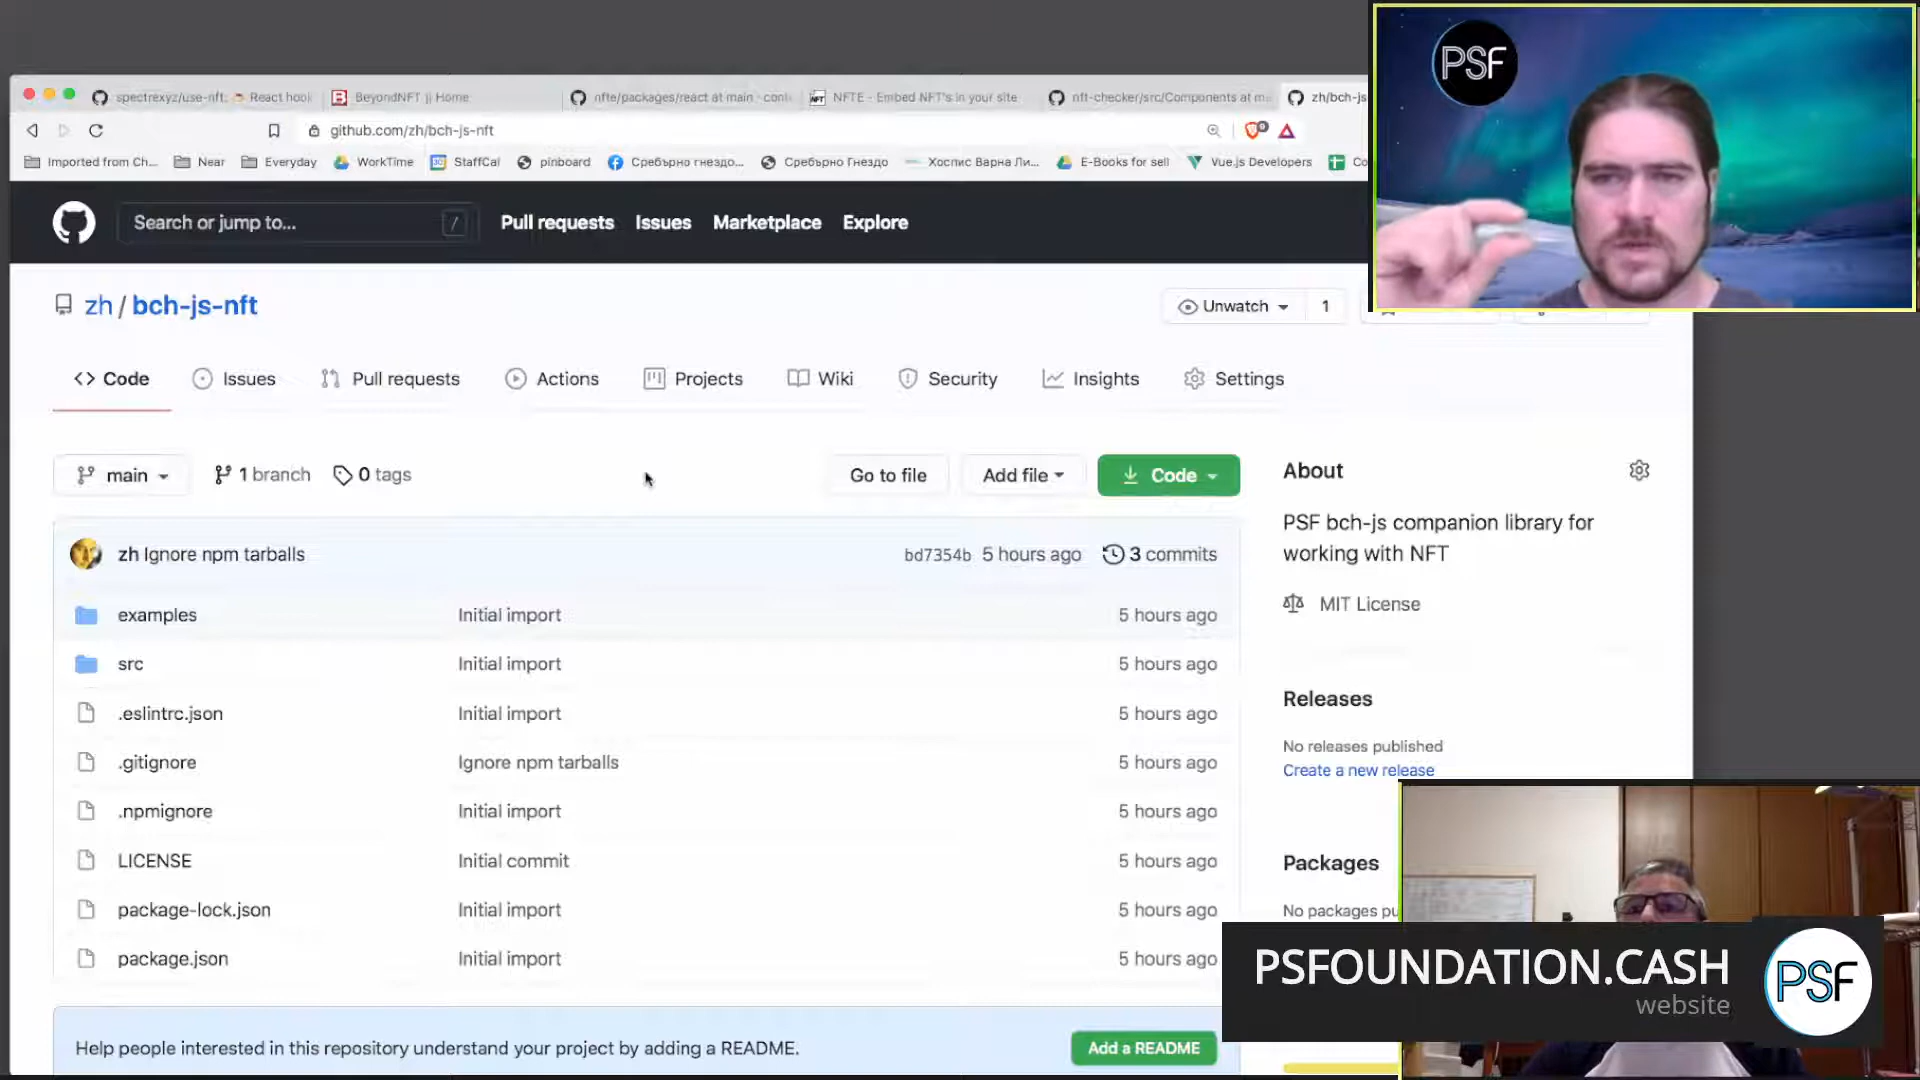 spectrexyz/use-nft:
React hook
BeyondNFT || Home
nfte/packages/react at main · cont
NFTE - Embed NFT's in your site
nft-checker/src/Components at m
zh/bch-js
github.com/zh/bch-js-nft
Imported from Ch...
Near
Everyday
WorkTime
StaffCal
pinboard
Сребърно гнездо...
Сребърно Гнездо
Хоспис Варна Ли...
E-Books for sell
Vue.js Developers
Co
PSF
Search or jump to...
/
Pull requests
Issues
Marketplace
Explore
zh / bch-js-nft
Unwatch
1
Code
Issues
Pull requests
Actions
Projects
Wiki
Security
Insights
Settings
main
1 branch
0 tags
Go to file
Add file
Code
About
PSF bch-js companion library for
working with NFT
MIT License
zh Ignore npm tarballs
bd7354b 5 hours ago
3 commits
examples Initial import 5 hours ago
src Initial import 5 hours ago
.eslintrc.json Initial import 5 hours ago
.gitignore Ignore npm tarballs 5 hours ago
.npmignore Initial import 5 hours ago
LICENSE Initial commit 5 hours ago
package-lock.json Initial import 5 hours ago
package.json Initial import 5 hours ago
Releases
No releases published
Create a new release
Packages
No packages pu
Help people interested in this repository understand your project by adding a README.
Add a README
PSFOUNDATION.CASH
website
PSF